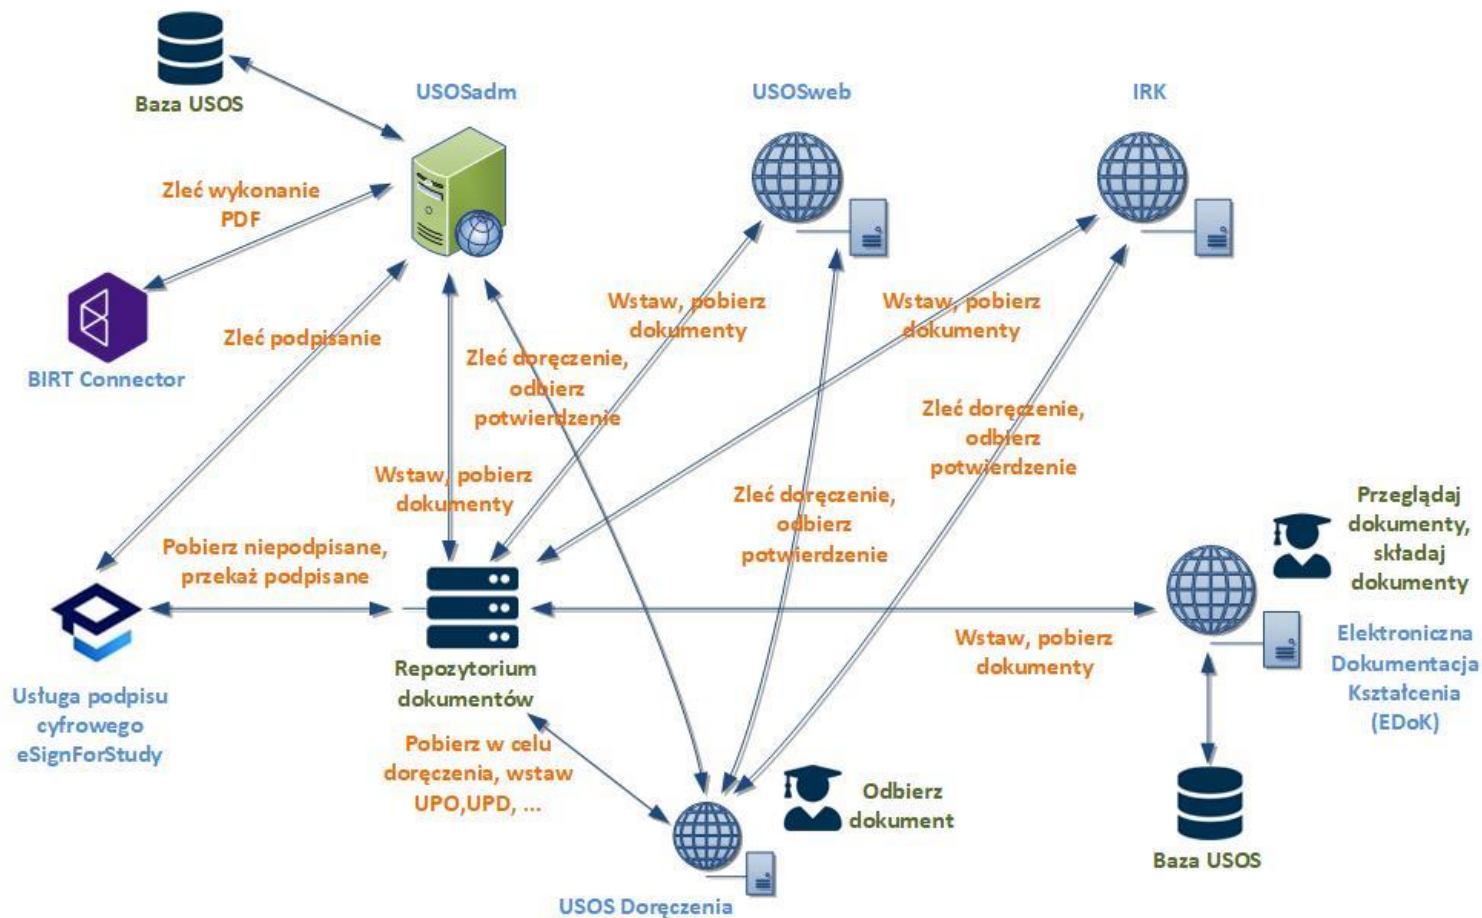 Baza USOS
USOSadm
USOSweb
IRK
Zleć wykonanie
PDF
BIRT Connector
Zleć podpisanie
Wstaw, pobierz
dokumenty
Wstaw, pobierz
dokumenty
Zleć doręczenie,
odbierz
potwierdzenie
Zleć doręczenie,
odbierz
potwierdzenie
Wstaw, pobierz
dokumenty
Zleć doręczenie,
odbierz
potwierdzenie
Przeglądaj
dokumenty,
składaj
dokumenty
Pobierz niepodpisane,
przekaż podpisane
Wstaw, pobierz
dokumenty
Elektroniczna
Dokumentacja
Kształcenia
(EDoK)
Repozytorium
dokumentów
Usługa podpisu
cyfrowego
eSignForStudy
Pobierz w celu
doręczenia, wstaw
UPO,UPD, ...
Odbierz
dokument
Baza USOS
USOS Doręczenia